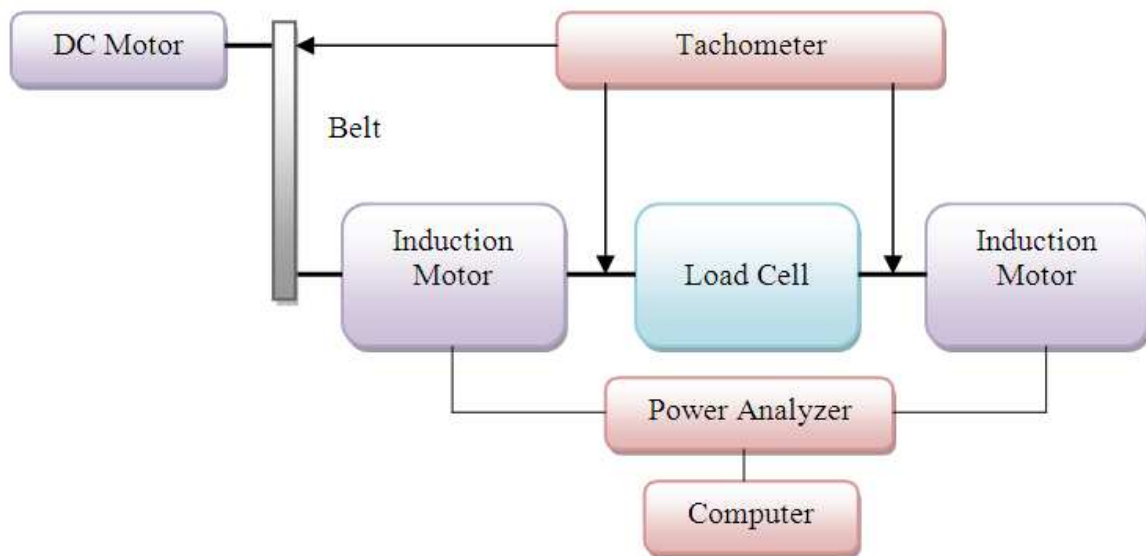 DC Motor
Tachometer
Belt
Induction
Motor
Load Cell
Induction
Motor
Power Analyzer
Computer